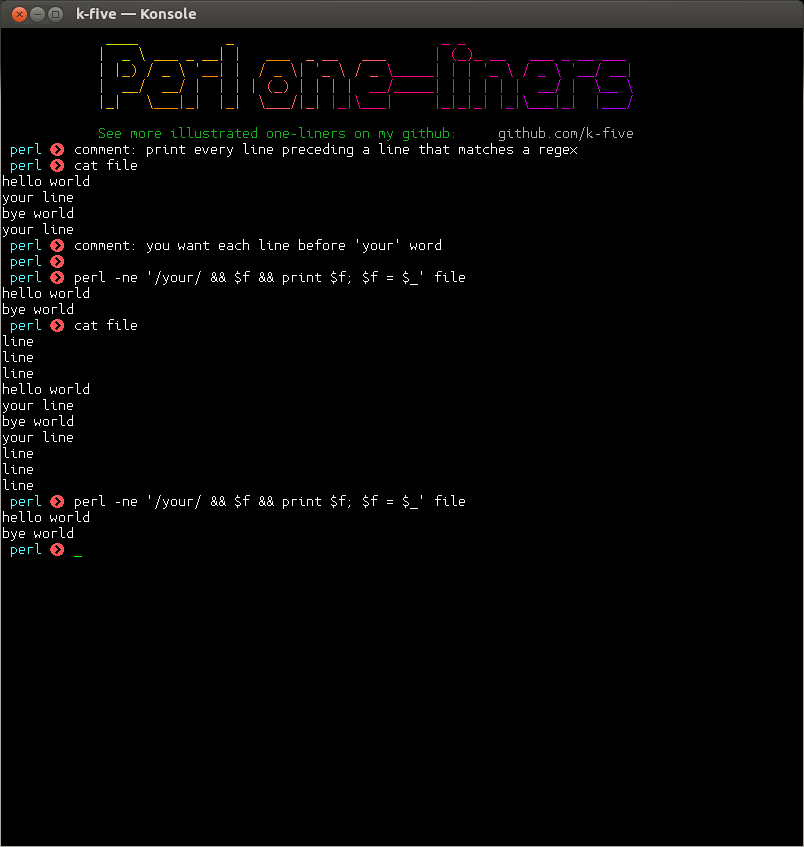 k-five — Konsole
Perl one-liners
See more illustrated one-liners on my github: github.com/k-five
perl comment: print every line preceding a line that matches a regex
perl cat file
hello world
your line
bye world
your line
perl comment: you want each line before 'your' word
perl
perl perl -ne '/your/ && $f && print $f; $f = $_' file
hello world
bye world
perl cat file
line
line
line
hello world
your line
bye world
your line
line
line
line
perl perl -ne '/your/ && $f && print $f; $f = $_' file
hello world
bye world
perl _